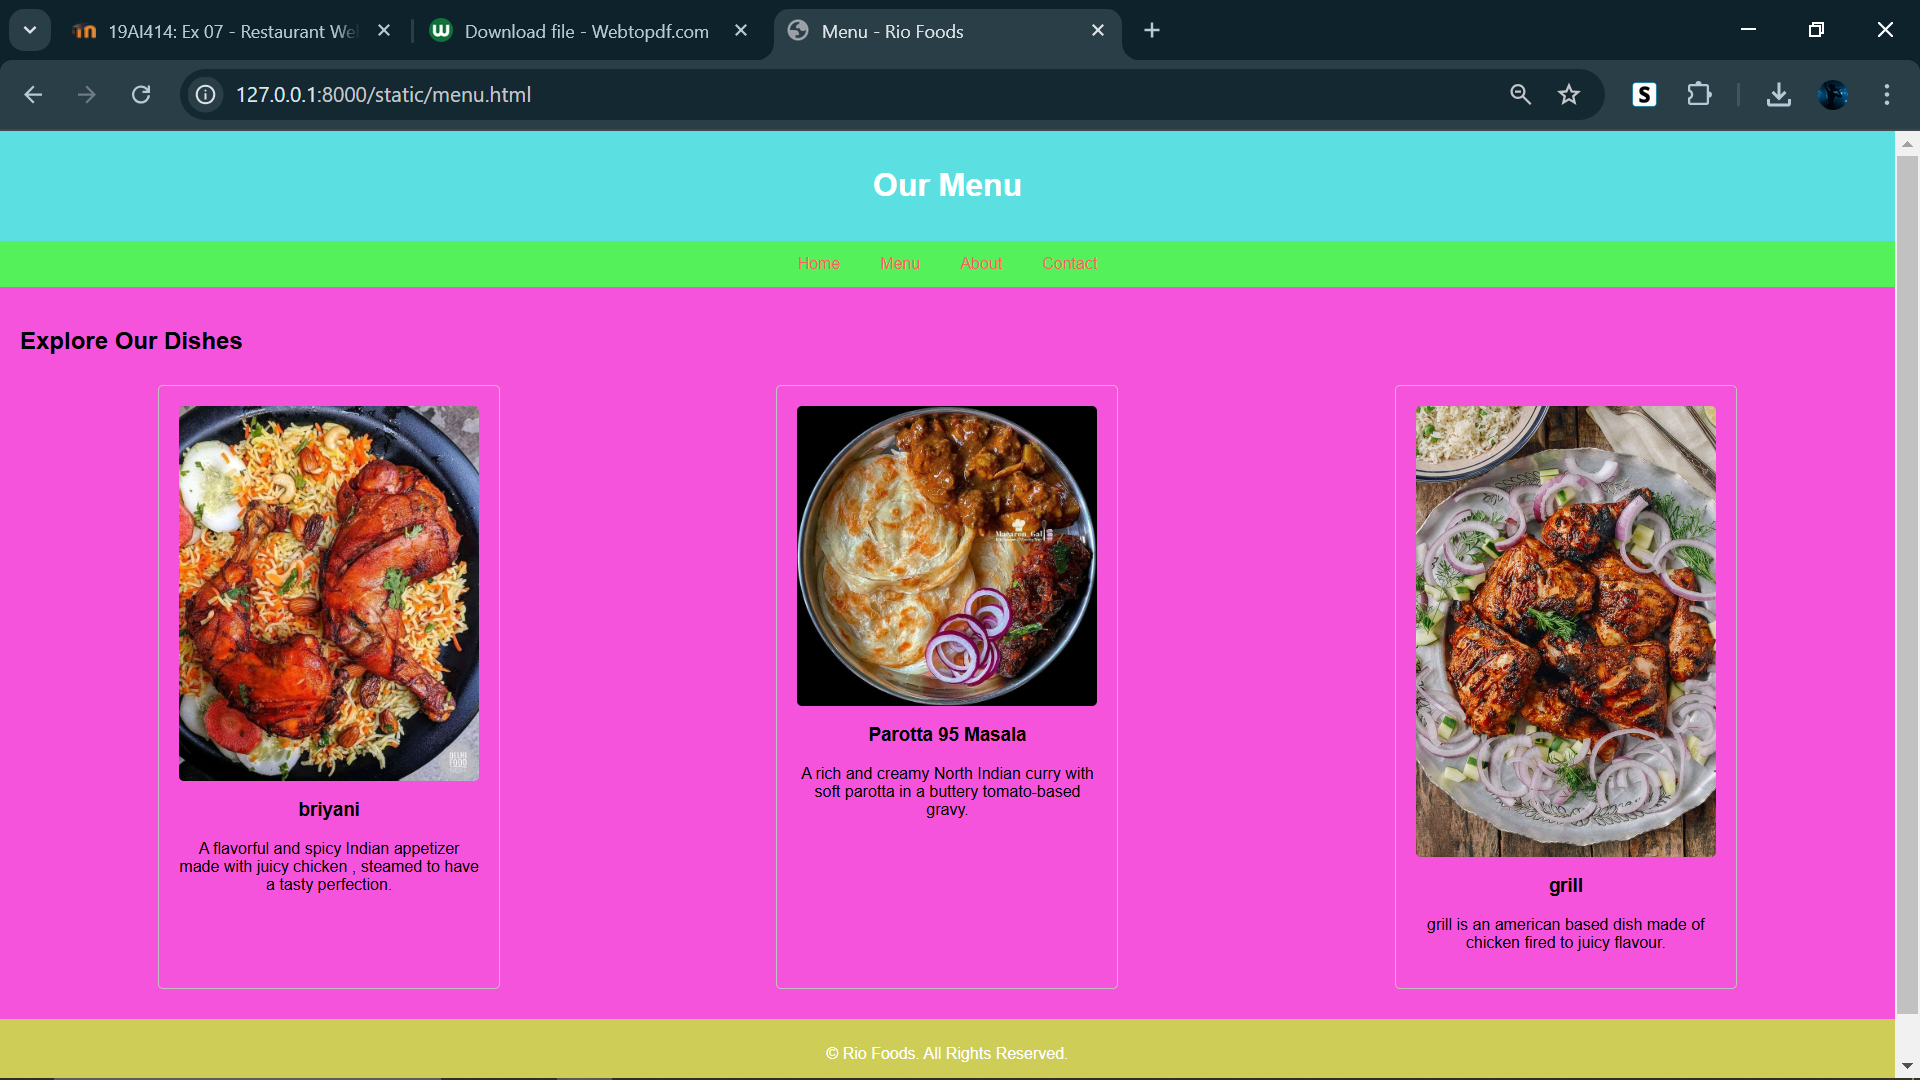 19AI414: Ex 07 - Restaurant We
Download file - Webtopdf.com
Menu - Rio Foods
127.0.0.1:8000/static/menu.html
S
Our Menu
Home Menu About Contact
Explore Our Dishes
DELHI
FOOD
Macaron_Gal
briyani
A flavorful and spicy Indian appetizer
made with juicy chicken , steamed to have
a tasty perfection.
Parotta 95 Masala
A rich and creamy North Indian curry with
soft parotta in a buttery tomato-based
gravy.
grill
grill is an american based dish made of
chicken fired to juicy flavour.
© Rio Foods. All Rights Reserved.